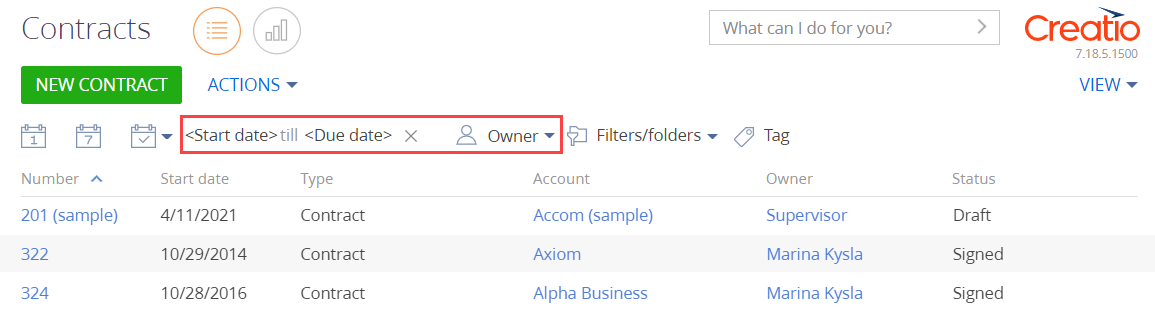 Contracts
What can I do for you?
Creatio
7.18.5.1500
NEW CONTRACT ACTIONS VIEW
1 7 <Start date> till <Due date> Owner Filters/folders Tag
Number Start date Type Account Owner Status
201 (sample) 4/11/2021 Contract Accom (sample) Supervisor Draft
322 10/29/2014 Contract Axiom Marina Kysla Signed
324 10/28/2016 Contract Alpha Business Marina Kysla Signed